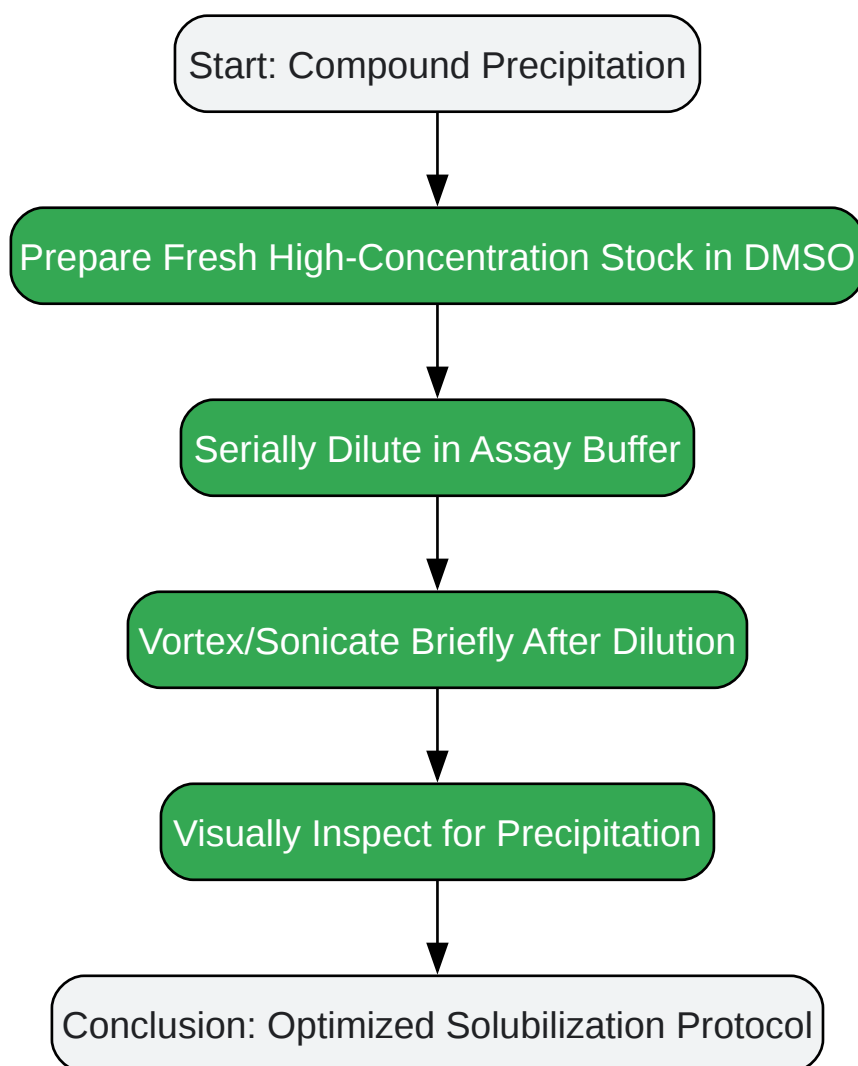 Start: Compound Precipitation
Prepare Fresh High-Concentration Stock in DMSO
Serially Dilute in Assay Buffer
Vortex/Sonicate Briefly After Dilution
Visually Inspect for Precipitation
Conclusion: Optimized Solubilization Protocol